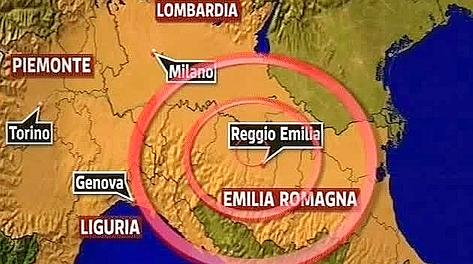 LOMBARDIA
PIEMONTE
Milano
Torino
Reggio Emilia
Genova
EMILIA ROMAGNA
LIGURIA